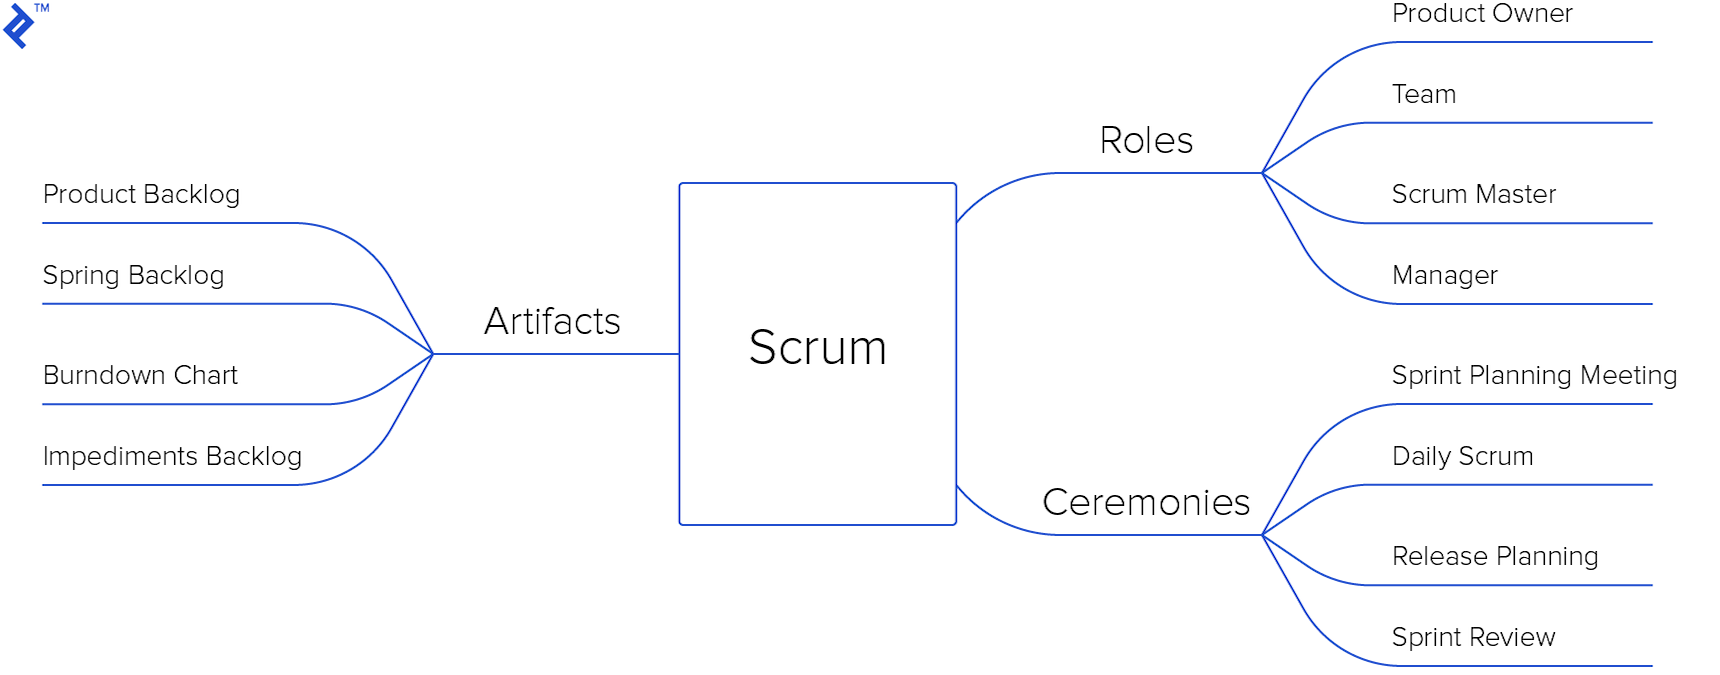 TM
Product Owner
Team
Roles
Scrum Master
Manager
Product Backlog
Spring Backlog
Artifacts
Burndown Chart
Impediments Backlog
Scrum
Sprint Planning Meeting
Daily Scrum
Ceremonies
Release Planning
Sprint Review